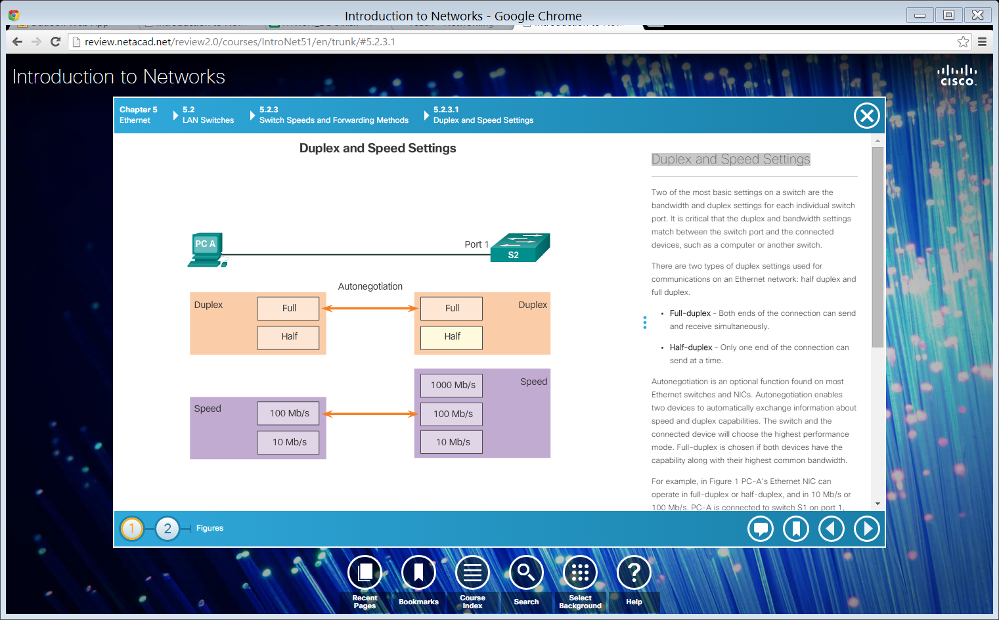 Introduction to Networks - Google Chrome
review.netacad.net/review2.0/courses/IntroNet51/en/trunk/#5.2.3.1
Introduction to Networks
CISCO
Chapter 5
Ethernet
5.2
LAN Switches
5.2.3
Switch Speeds and Forwarding Methods
5.2.3.1
Duplex and Speed Settings
Duplex and Speed Settings
PC A
Port 1
S2
Autonegotiation
Duplex
Full
Half
Full
Half
Duplex
Speed
100 Mb/s
10 Mb/s
1000 Mb/s
100 Mb/s
10 Mb/s
Speed
Duplex and Speed Settings
Two of the most basic settings on a switch are the
bandwidth and duplex settings for each individual switch
port. It is critical that the duplex and bandwidth settings
match between the switch port and the connected
devices, such as a computer or another switch.
There are two types of duplex settings used for
communications on an Ethernet network: half duplex and
full duplex.
• Full-duplex – Both ends of the connection can send
and receive simultaneously.
• Half-duplex – Only one end of the connection can
send at a time.
Autonegotiation is an optional function found on most
Ethernet switches and NICs. Autonegotiation enables
two devices to automatically exchange information about
speed and duplex capabilities. The switch and the
connected device will choose the highest performance
mode. Full-duplex is chosen if both devices have the
capability along with their highest common bandwidth.
For example, in Figure 1 PC-A's Ethernet NIC can
operate in full-duplex or half-duplex, and in 10 Mb/s or
100 Mb/s. PC-A is connected to switch S1 on port 1,
1
2
Figures
Recent
Pages
Bookmarks
Course
Index
Search
Select
Background
?
Help